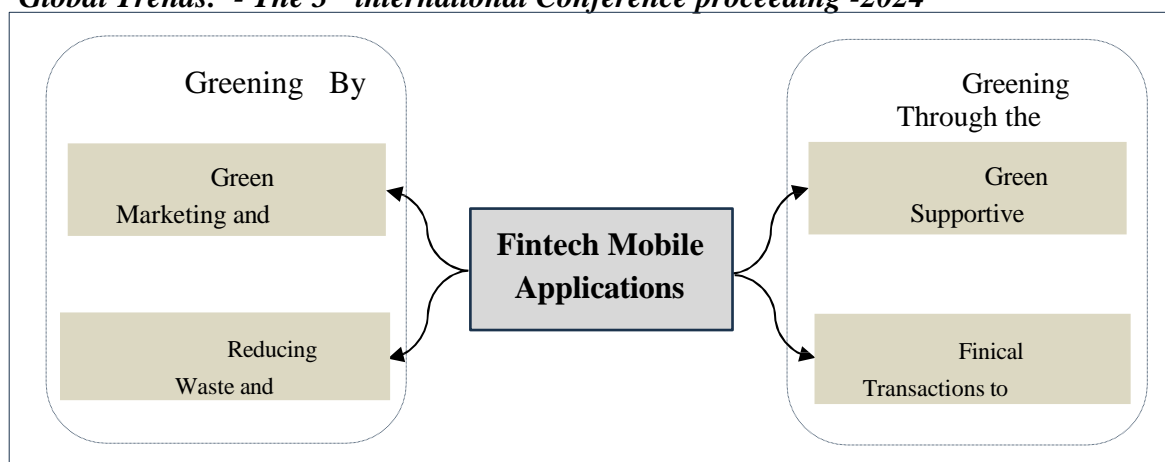 Global Trends." - The 3rd international Conference proceeding -2024
Greening By
Green
Marketing and
Reducing
Waste and
Fintech Mobile
Applications
Greening
Through the
Green
Supportive
Finical
Transactions to